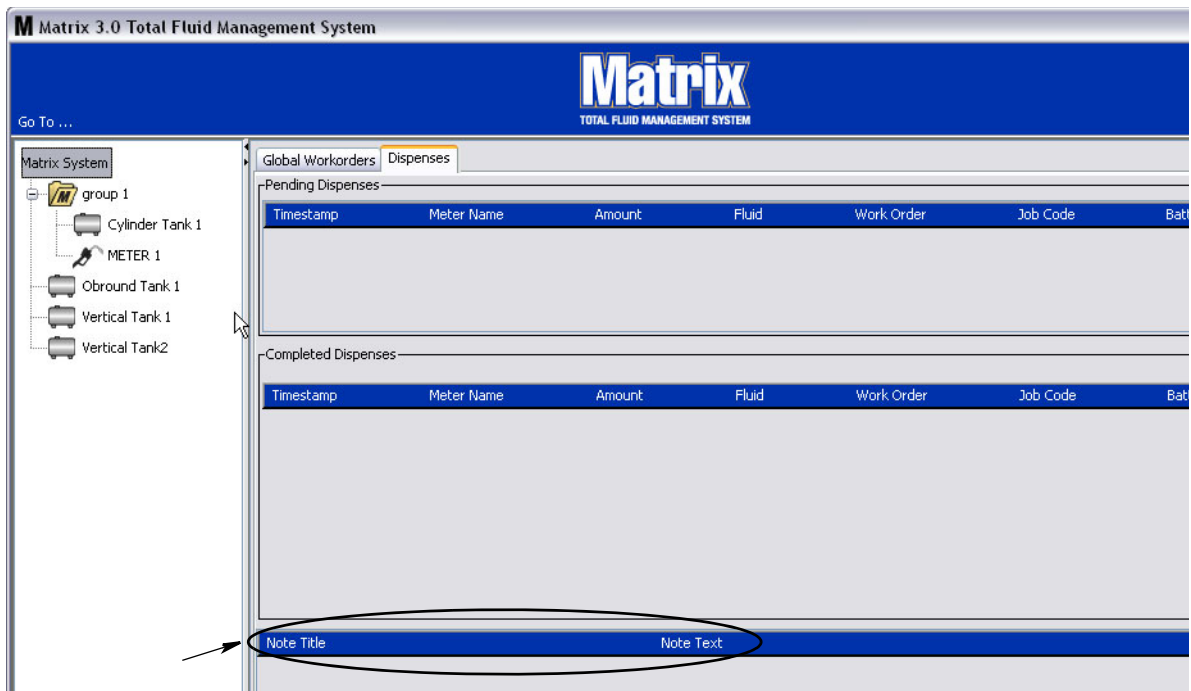 M Matrix 3.0 Total Fluid Management System
Matrix
TOTAL FLUID MANAGEMENT SYSTEM
Go To ...
Matrix System
group 1
Cylinder Tank 1
METER 1
Obround Tank 1
Vertical Tank 1
Vertical Tank2
Global Workorders Dispenses
Pending Dispenses
Timestamp Meter Name Amount Fluid Work Order Job Code Batt
Completed Dispenses
Timestamp Meter Name Amount Fluid Work Order Job Code Batt
Note Title Note Text